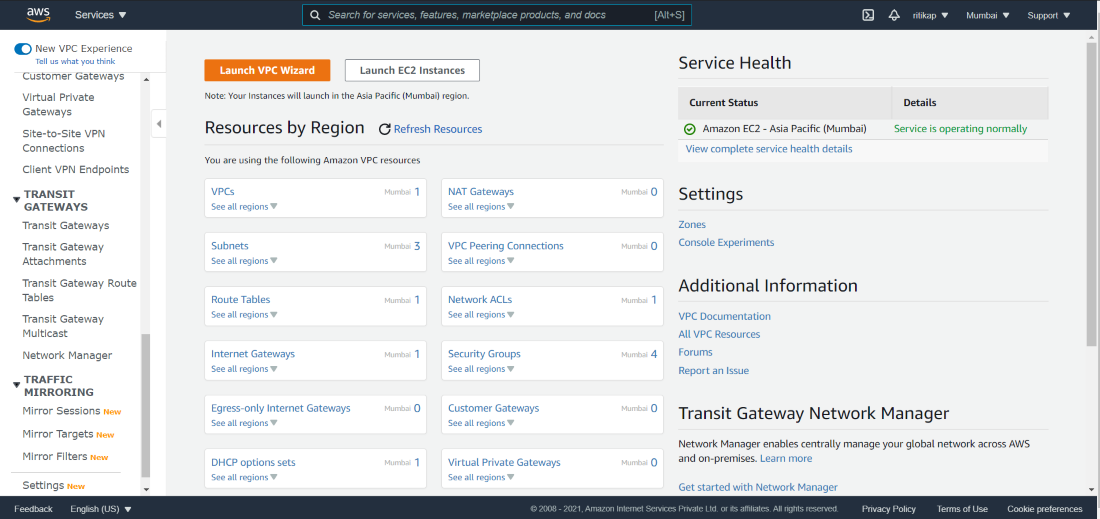 aws
Services
Search for services, features, marketplace products, and docs [Alt+S]
ritikap
Mumbai
Support
New VPC Experience
Tell us what you think
Customer Gateways
Virtual Private
Gateways
Site-to-Site VPN
Connections
Client VPN Endpoints
TRANSIT
GATEWAYS
Transit Gateways
Transit Gateway
Attachments
Transit Gateway Route
Tables
Transit Gateway
Multicast
Network Manager
TRAFFIC
MIRRORING
Mirror Sessions New
Mirror Targets New
Mirror Filters New
Settings New
Launch VPC Wizard
Launch EC2 Instances
Note: Your Instances will launch in the Asia Pacific (Mumbai) region.
Resources by Region
Refresh Resources
You are using the following Amazon VPC resources
VPCs Mumbai 1
See all regions
NAT Gateways Mumbai 0
See all regions
Subnets Mumbai 3
See all regions
VPC Peering Connections Mumbai 0
See all regions
Route Tables Mumbai 1
See all regions
Network ACLs Mumbai 1
See all regions
Internet Gateways Mumbai 1
See all regions
Security Groups Mumbai 4
See all regions
Egress-only Internet Gateways Mumbai 0
See all regions
Customer Gateways Mumbai 0
See all regions
DHCP options sets Mumbai 1
See all regions
Virtual Private Gateways Mumbai 0
See all regions
Service Health
Current Status Details
Amazon EC2 - Asia Pacific (Mumbai) Service is operating normally
View complete service health details
Settings
Zones
Console Experiments
Additional Information
VPC Documentation
All VPC Resources
Forums
Report an Issue
Transit Gateway Network Manager
Network Manager enables centrally manage your global network across AWS
and on-premises. Learn more
Get started with Network Manager
Feedback
English (US)
© 2008 - 2021, Amazon Internet Services Private Ltd. or its affiliates. All rights reserved.
Privacy Policy
Terms of Use
Cookie preferences